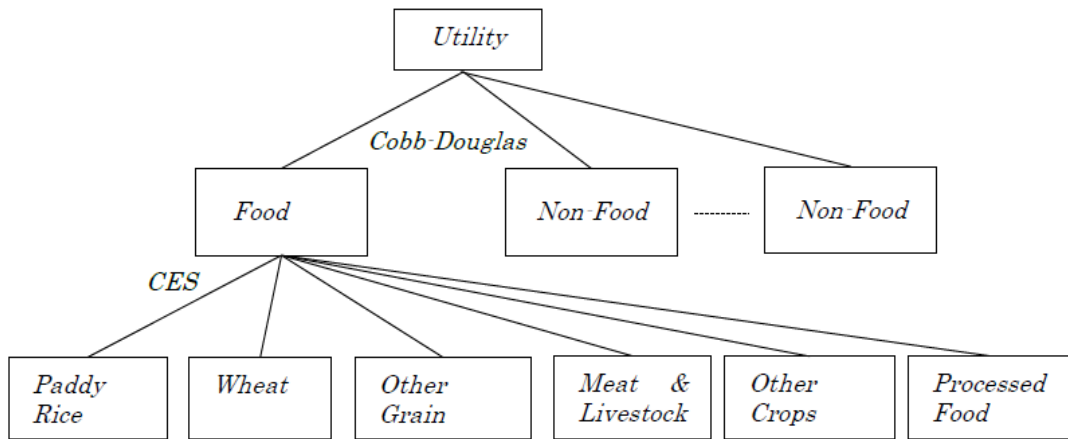 Utility
Cobb-Douglas
Food
Non-Food
Non-Food
CES
Paddy
Rice
Wheat
Other
Grain
Meat &
Livestock
Other
Crops
Processed
Food